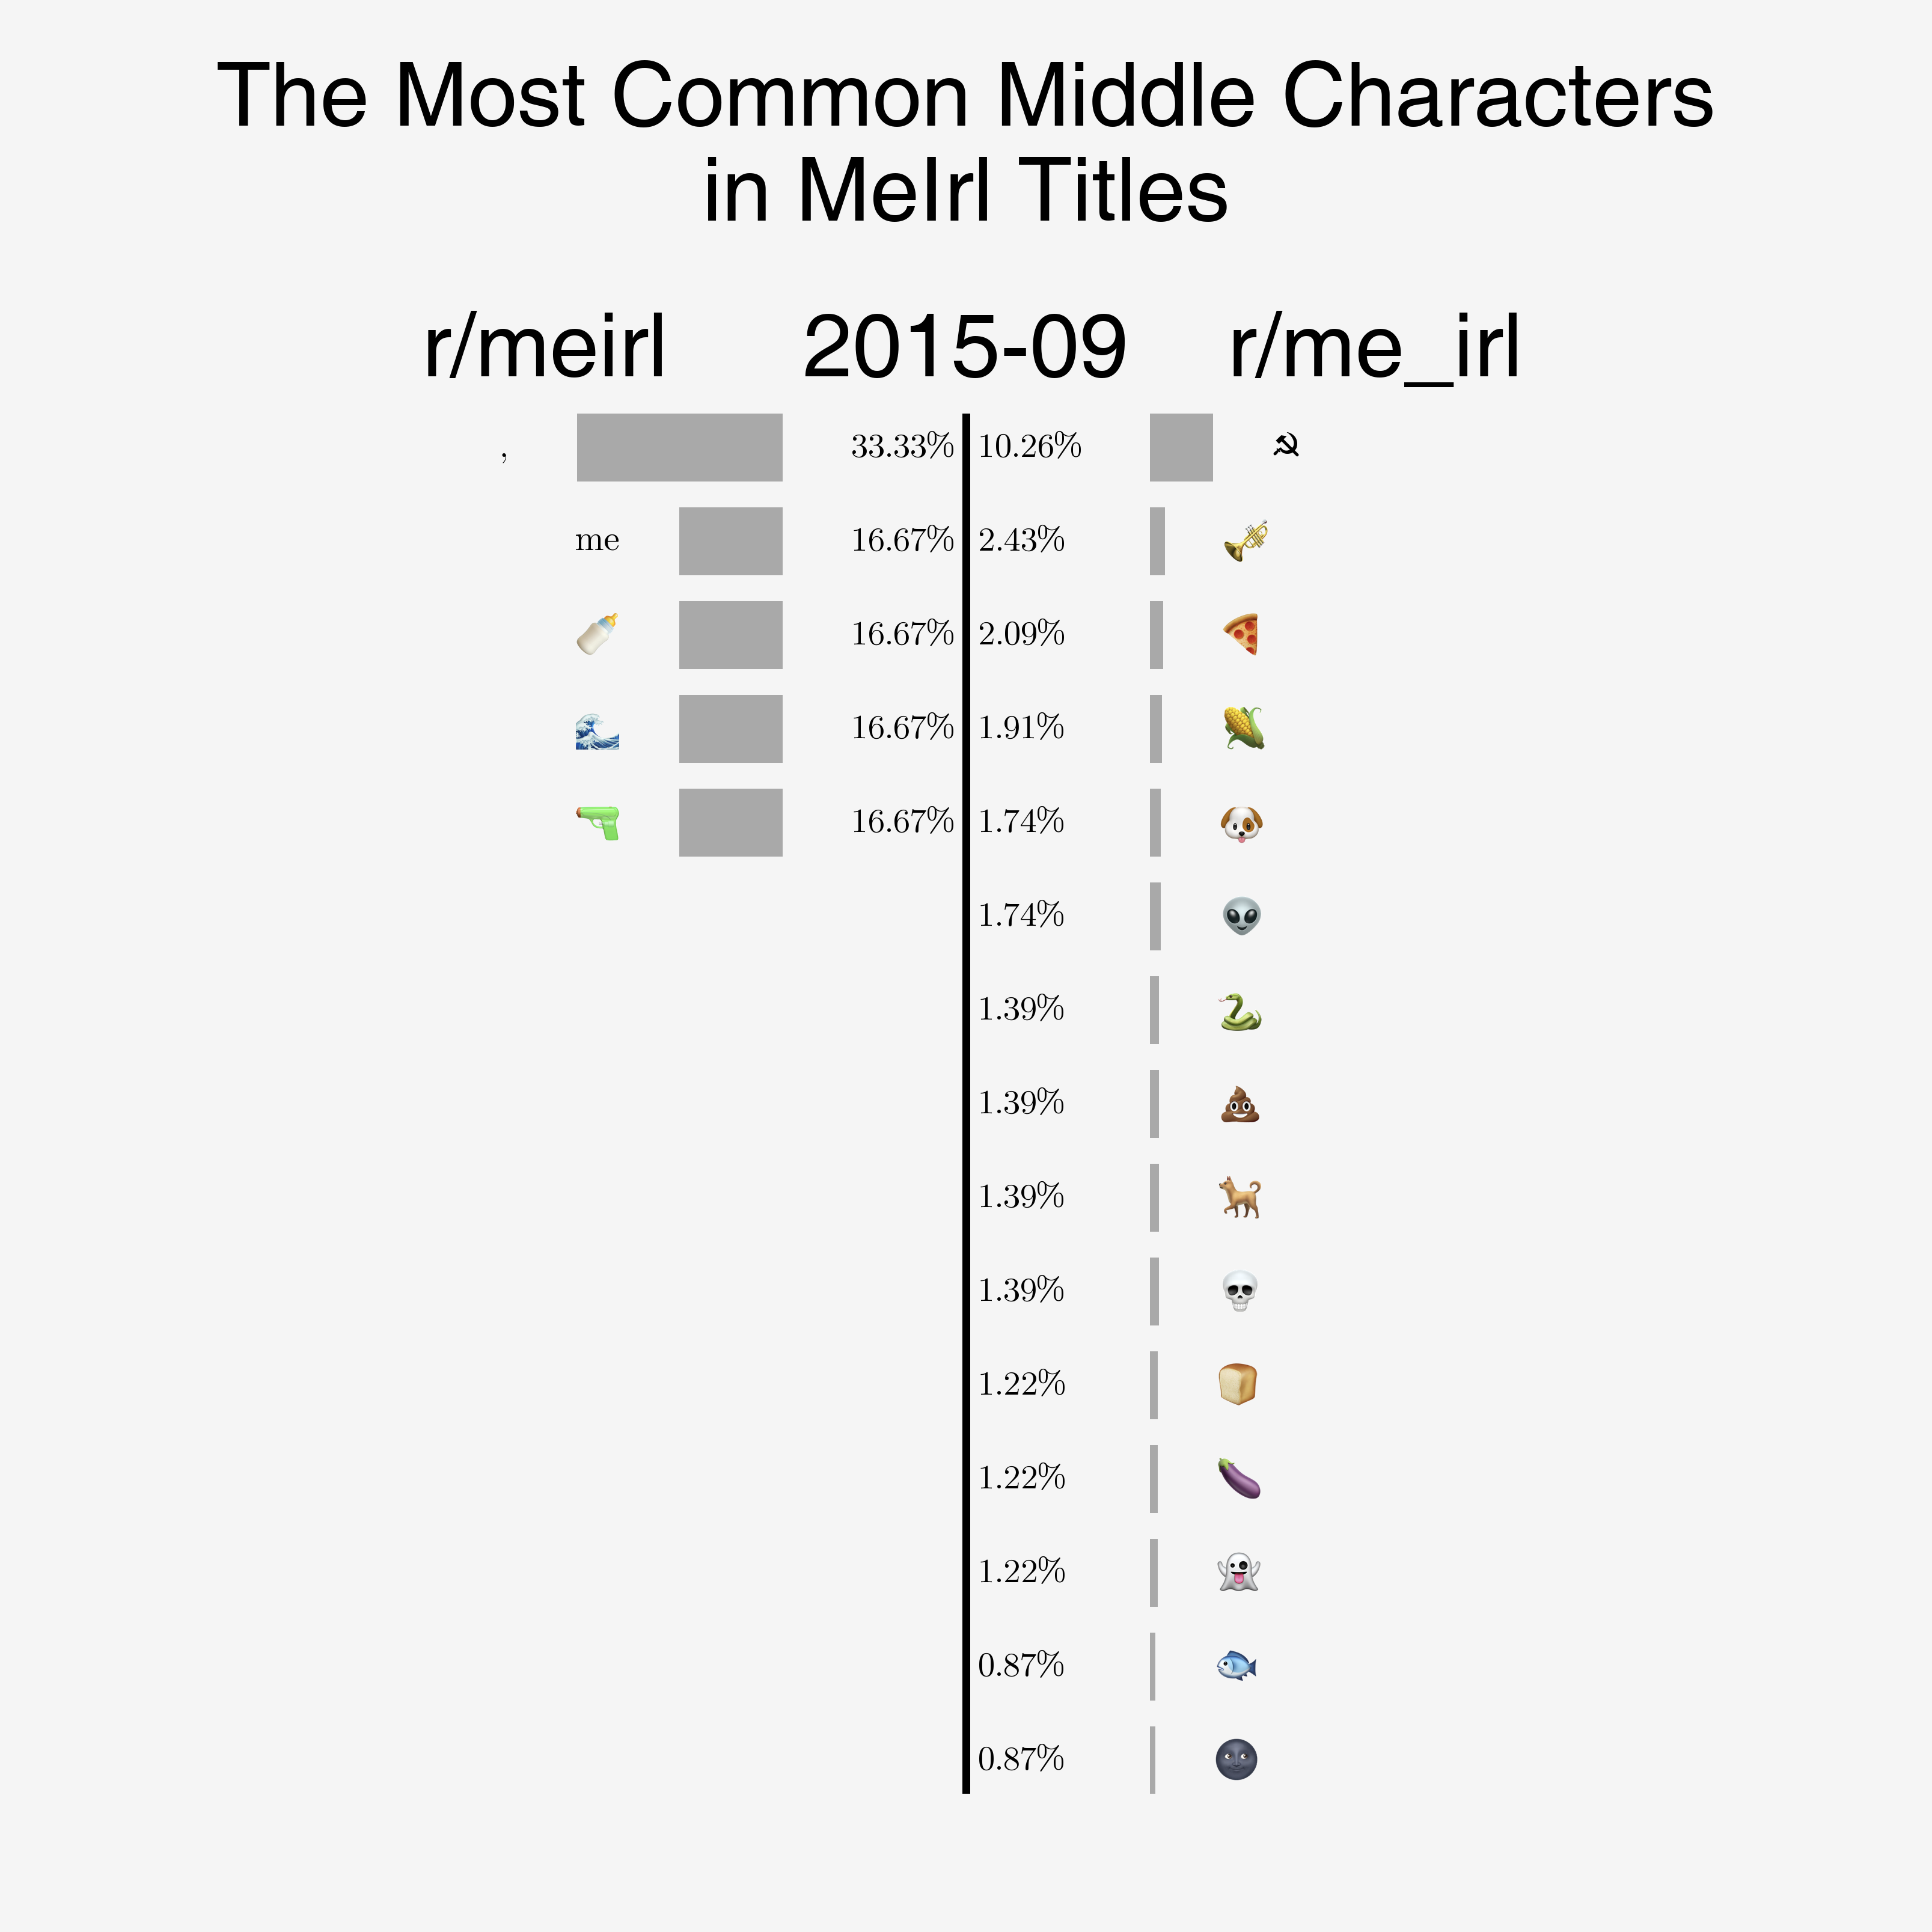 The Most Common Middle Characters
in MeIrl Titles
r/meirl 2015-09 r/me_irl
, 33.33% 10.26% ☭
me 16.67% 2.43% 🎺
🍼 16.67% 2.09% 🍕
🌊 16.67% 1.91% 🌽
🔫 16.67% 1.74% 🐶
1.74% 👽
1.39% 🐍
1.39% 💩
1.39% 🐕
1.39% 💀
1.22% 🍞
1.22% 🍆
1.22% 👻
0.87% 🐟
0.87% 🌚